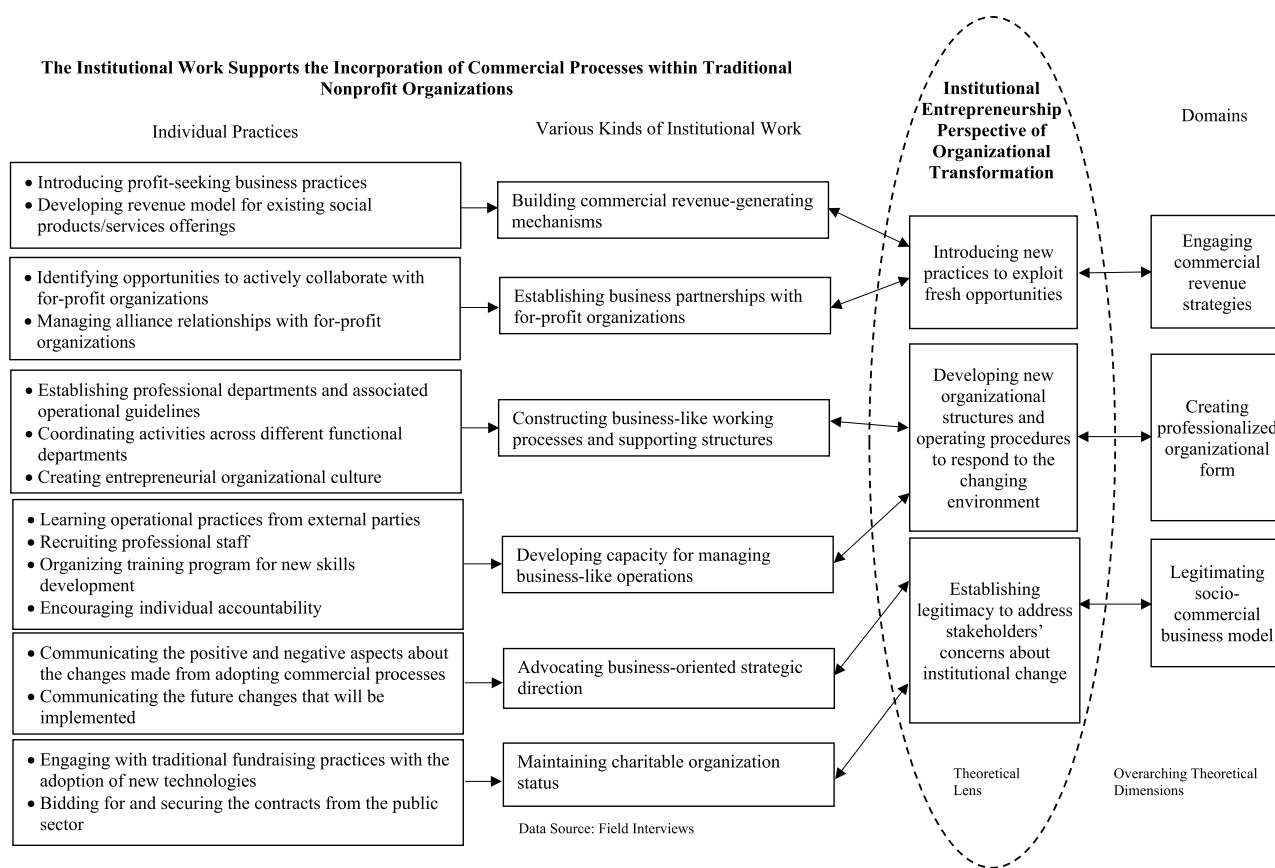 The Institutional Work Supports the Incorporation of Commercial Processes within Traditional
Nonprofit Organizations
Individual Practices
Various Kinds of Institutional Work
Institutional
Entrepreneurship
Perspective of
Organizational
Transformation
Domains
• Introducing profit-seeking business practices
• Developing revenue model for existing social
products/services offerings
Building commercial revenue-generating
mechanisms
• Identifying opportunities to actively collaborate with
for-profit organizations
• Managing alliance relationships with for-profit
organizations
Establishing business partnerships with
for-profit organizations
Introducing new
practices to exploit
fresh opportunities
Engaging
commercial
revenue
strategies
• Establishing professional departments and associated
operational guidelines
• Coordinating activities across different functional
departments
• Creating entrepreneurial organizational culture
Constructing business-like working
processes and supporting structures
• Learning operational practices from external parties
• Recruiting professional staff
• Organizing training program for new skills
development
• Encouraging individual accountability
Developing capacity for managing
business-like operations
Developing new
organizational
structures and
operating procedures
to respond to the
changing
environment
Creating
professionalized
organizational
form
• Communicating the positive and negative aspects about
the changes made from adopting commercial processes
• Communicating the future changes that will be
implemented
Advocating business-oriented strategic
direction
• Engaging with traditional fundraising practices with the
adoption of new technologies
• Bidding for and securing the contracts from the public
sector
Maintaining charitable organization
status
Establishing
legitimacy to address
stakeholders’
concerns about
institutional change
Legitimating
socio-
commercial
business model
Theoretical
Lens
Overarching Theoretical
Dimensions
Data Source: Field Interviews